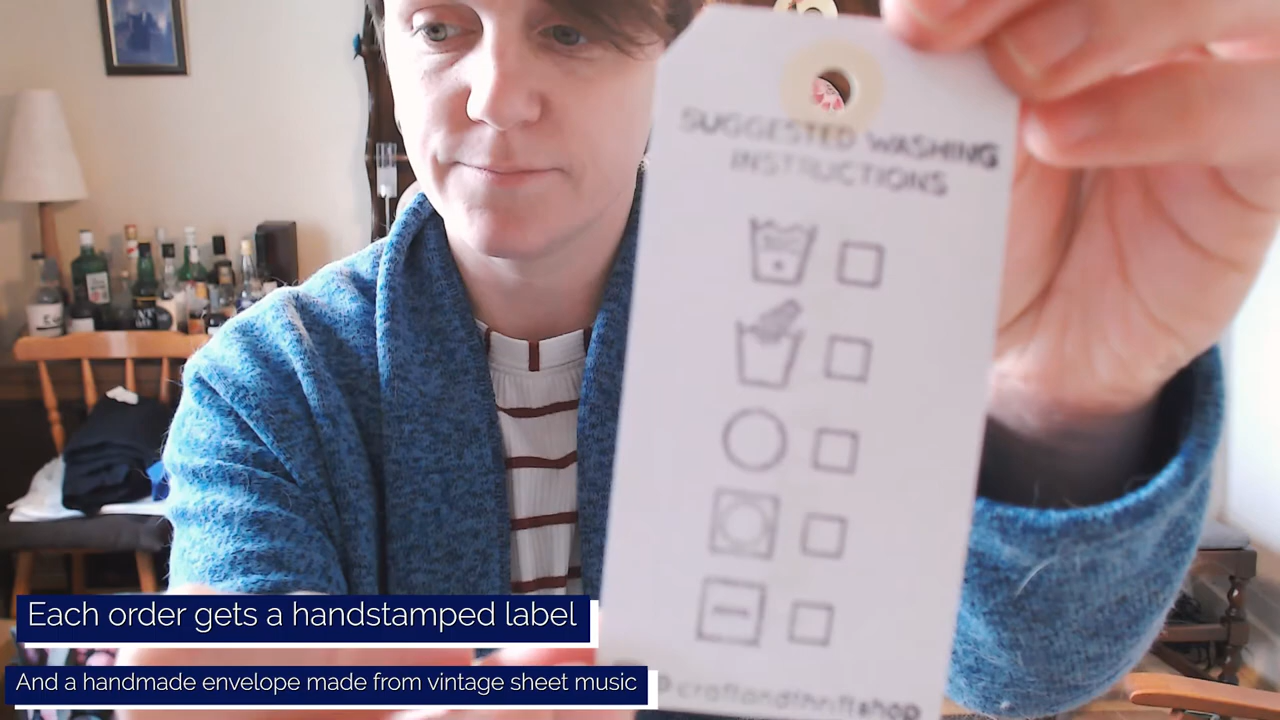 SUGGESTED WASHING
INSTRUCTIONS
Each order gets a handstamped label
And a handmade envelope made from vintage sheet music
@craftandthriftshop